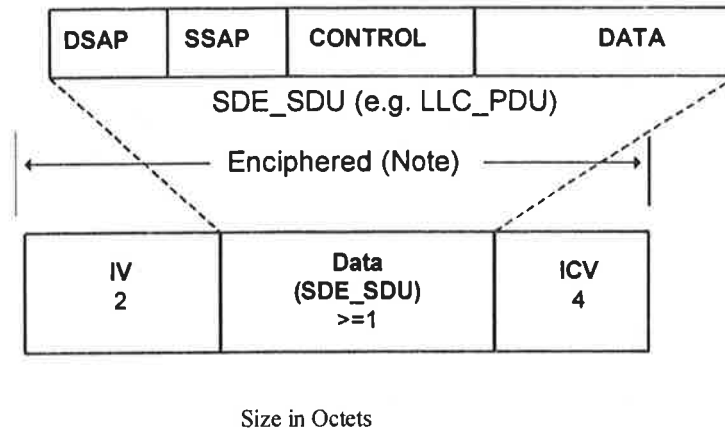 DSAP SSAP CONTROL DATA
SDE_SDU (e.g. LLC_PDU)
Enciphered (Note)
IV
2
Data
(SDE_SDU)
>=1
ICV
4
Size in Octets